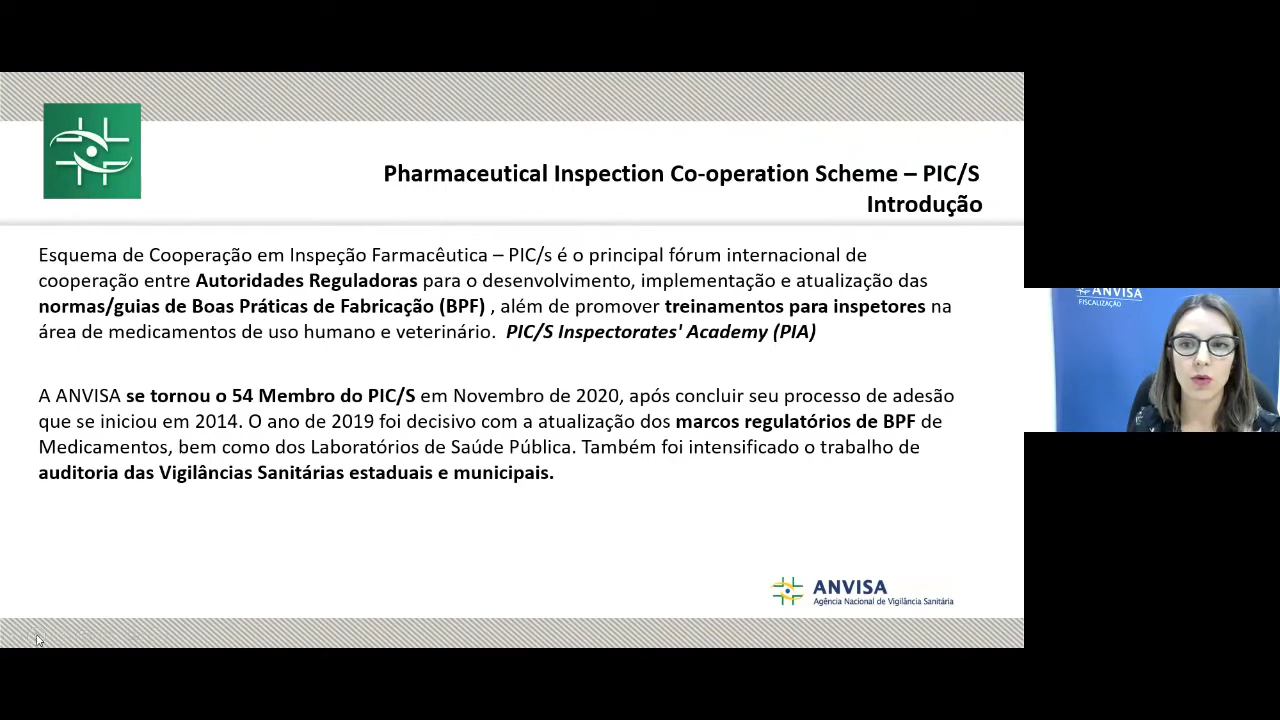 Pharmaceutical Inspection Co-operation Scheme – PIC/S
Introdução
Esquema de Cooperação em Inspeção Farmacêutica – PIC/s é o principal fórum internacional de
cooperação entre Autoridades Reguladoras para o desenvolvimento, implementação e atualização das
normas/guias de Boas Práticas de Fabricação (BPF) , além de promover treinamentos para inspetores na
área de medicamentos de uso humano e veterinário. PIC/S Inspectorates' Academy (PIA)
A ANVISA se tornou o 54 Membro do PIC/S em Novembro de 2020, após concluir seu processo de adesão
que se iniciou em 2014. O ano de 2019 foi decisivo com a atualização dos marcos regulatórios de BPF de
Medicamentos, bem como dos Laboratórios de Saúde Pública. Também foi intensificado o trabalho de
auditoria das Vigilâncias Sanitárias estaduais e municipais.
ANVISA
Agência Nacional de Vigilância Sanitária
ANVISA
FISCALIZAÇÃO